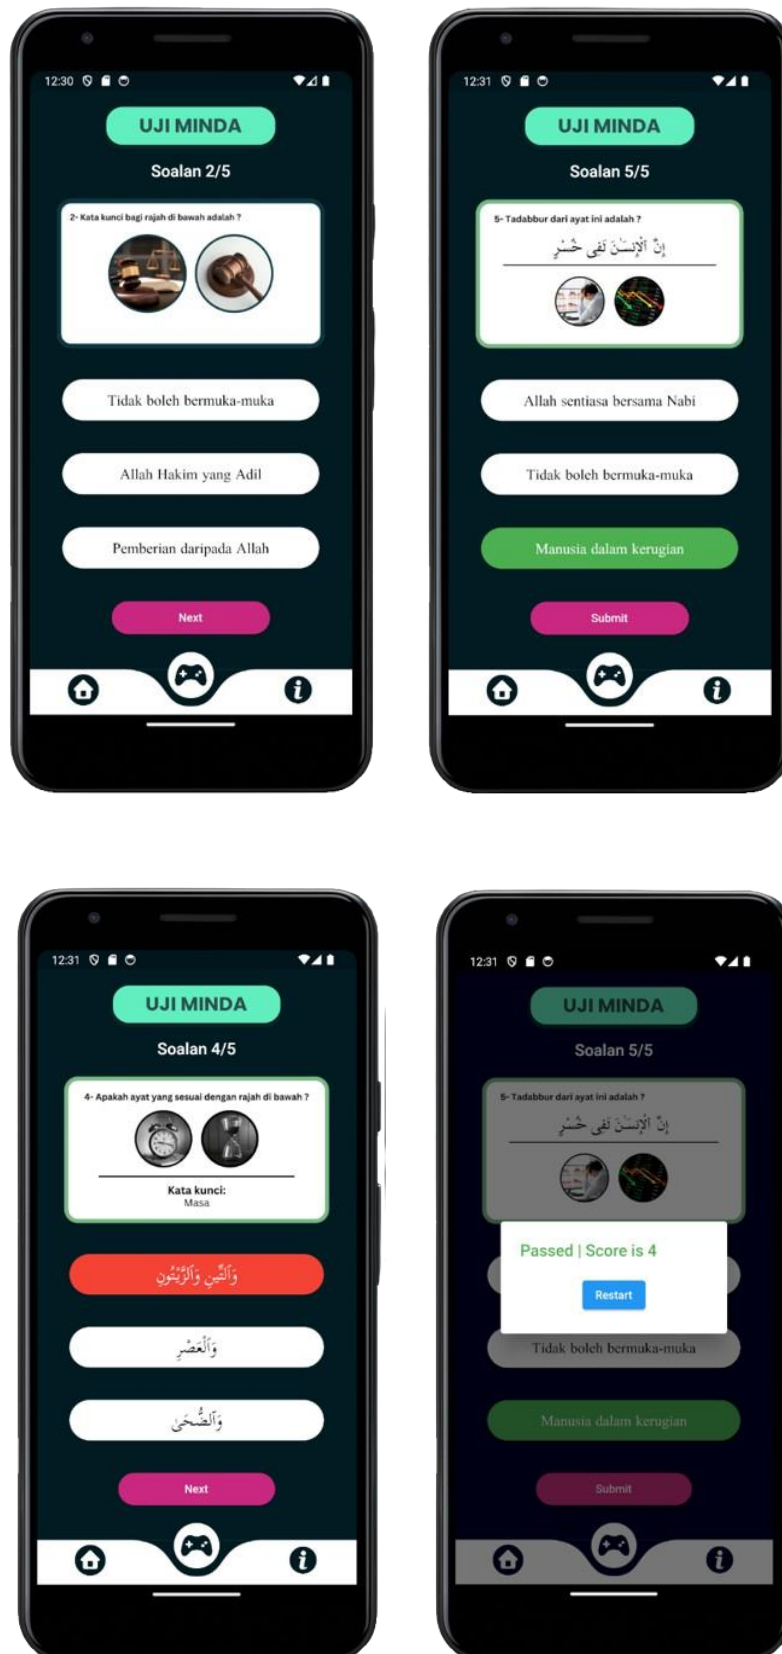 12:30
UJI MINDA
Soalan 2/5
2- Kata kunci bagi rajah di bawah adalah ?
Tidak boleh bermuka-muka
Allah Hakim yang Adil
Pemberian daripada Allah
Next
12:31
UJI MINDA
Soalan 5/5
5- Tadabbur dari ayat ini adalah ?
إِنَّ ٱلْإِنسَـٰنَ لَفِى خُسْرٍ
Allah sentiasa bersama Nabi
Tidak boleh bermuka-muka
Manusia dalam kerugian
Submit
12:31
UJI MINDA
Soalan 4/5
4- Apakah ayat yang sesuai dengan rajah di bawah ?
Kata kunci:
Masa
وَٱلتِّينِ وَٱلزَّيْتُونِ
وَٱلْعَصْرِ
وَٱلضُّحَىٰ
Next
12:31
UJI MINDA
Soalan 5/5
5- Tadabbur dari ayat ini adalah ?
إِنَّ ٱلْإِنسَـٰنَ لَفِى خُسْرٍ
Passed | Score is 4
Restart
Tidak boleh bermuka-muka
Manusia dalam kerugian
Submit